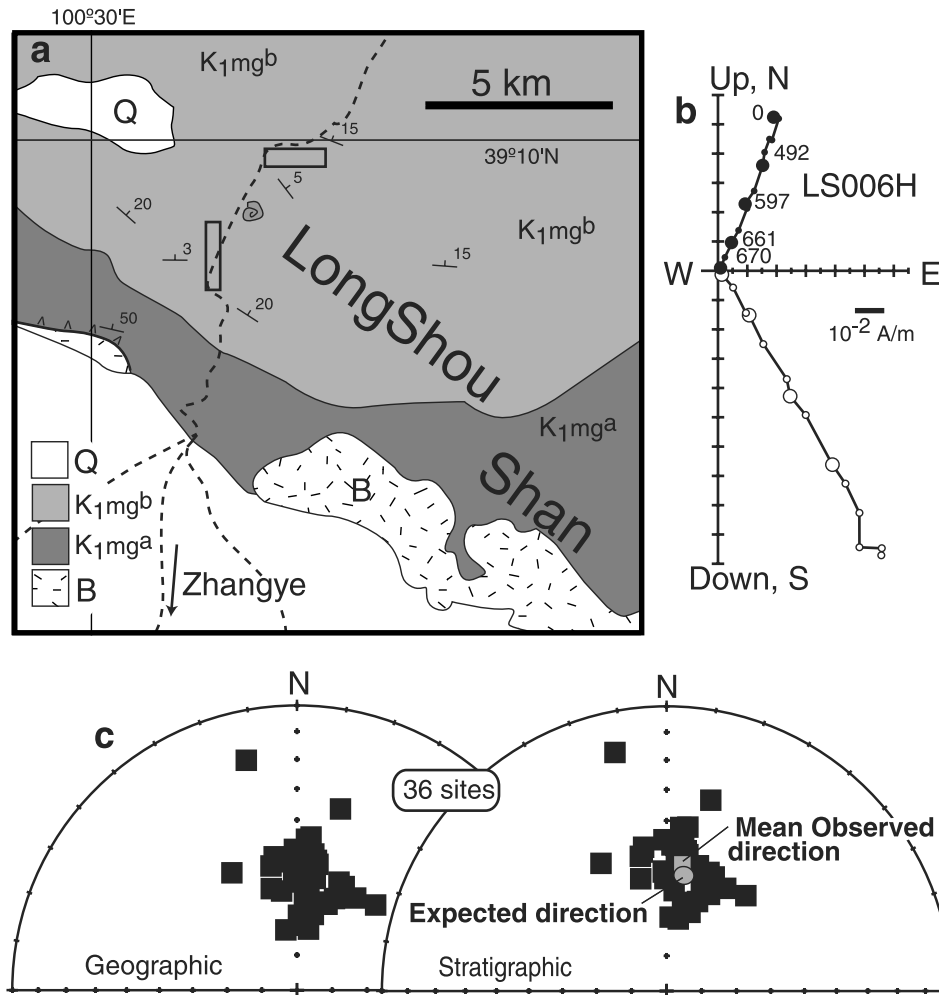 100º30'E
a
K1mgb
5 km
Q
15
39º10'N
5
20
K1mgb
3
15
20
LongShou
50
K1mga
Shan
B
Q
K1mgb
K1mga
B
Zhangye
b
Up, N
0
492
LS006H
597
661
670
W
E
10-2 A/m
Down, S
c
N
N
36 sites
Mean Observed
direction
Expected direction
Geographic
Stratigraphic